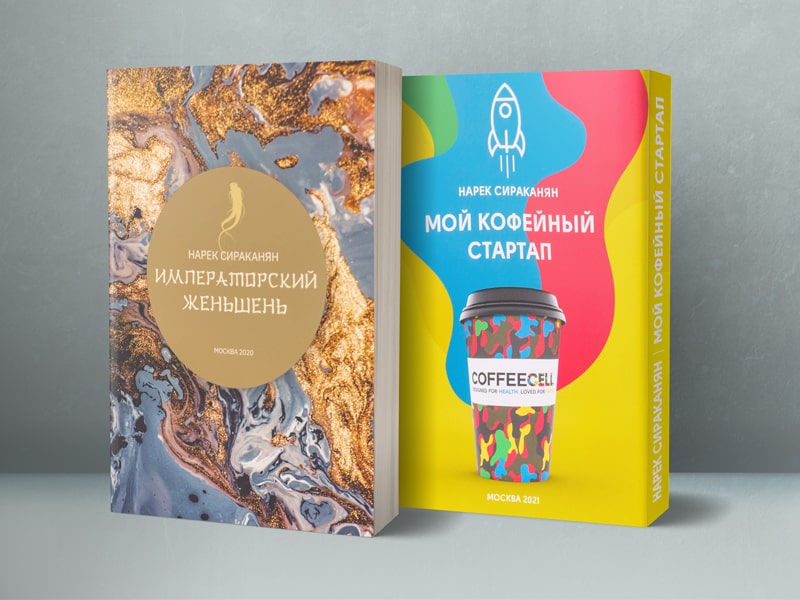 НАРЕК СИРАКАНЯН
ИМПЕРАТОРСКИЙ
ЖЕНЬШЕНЬ
МОСКВА 2020
НАРЕК СИРАКАНЯН
МОЙ КОФЕЙНЫЙ
СТАРТАП
COFFEECELL
DESIGNED FOR HEALTH. LOVED FOR
МОСКВА 2021
НАРЕК СИРАКАНЯН | МОЙ КОФЕЙНЫЙ СТАРТАП